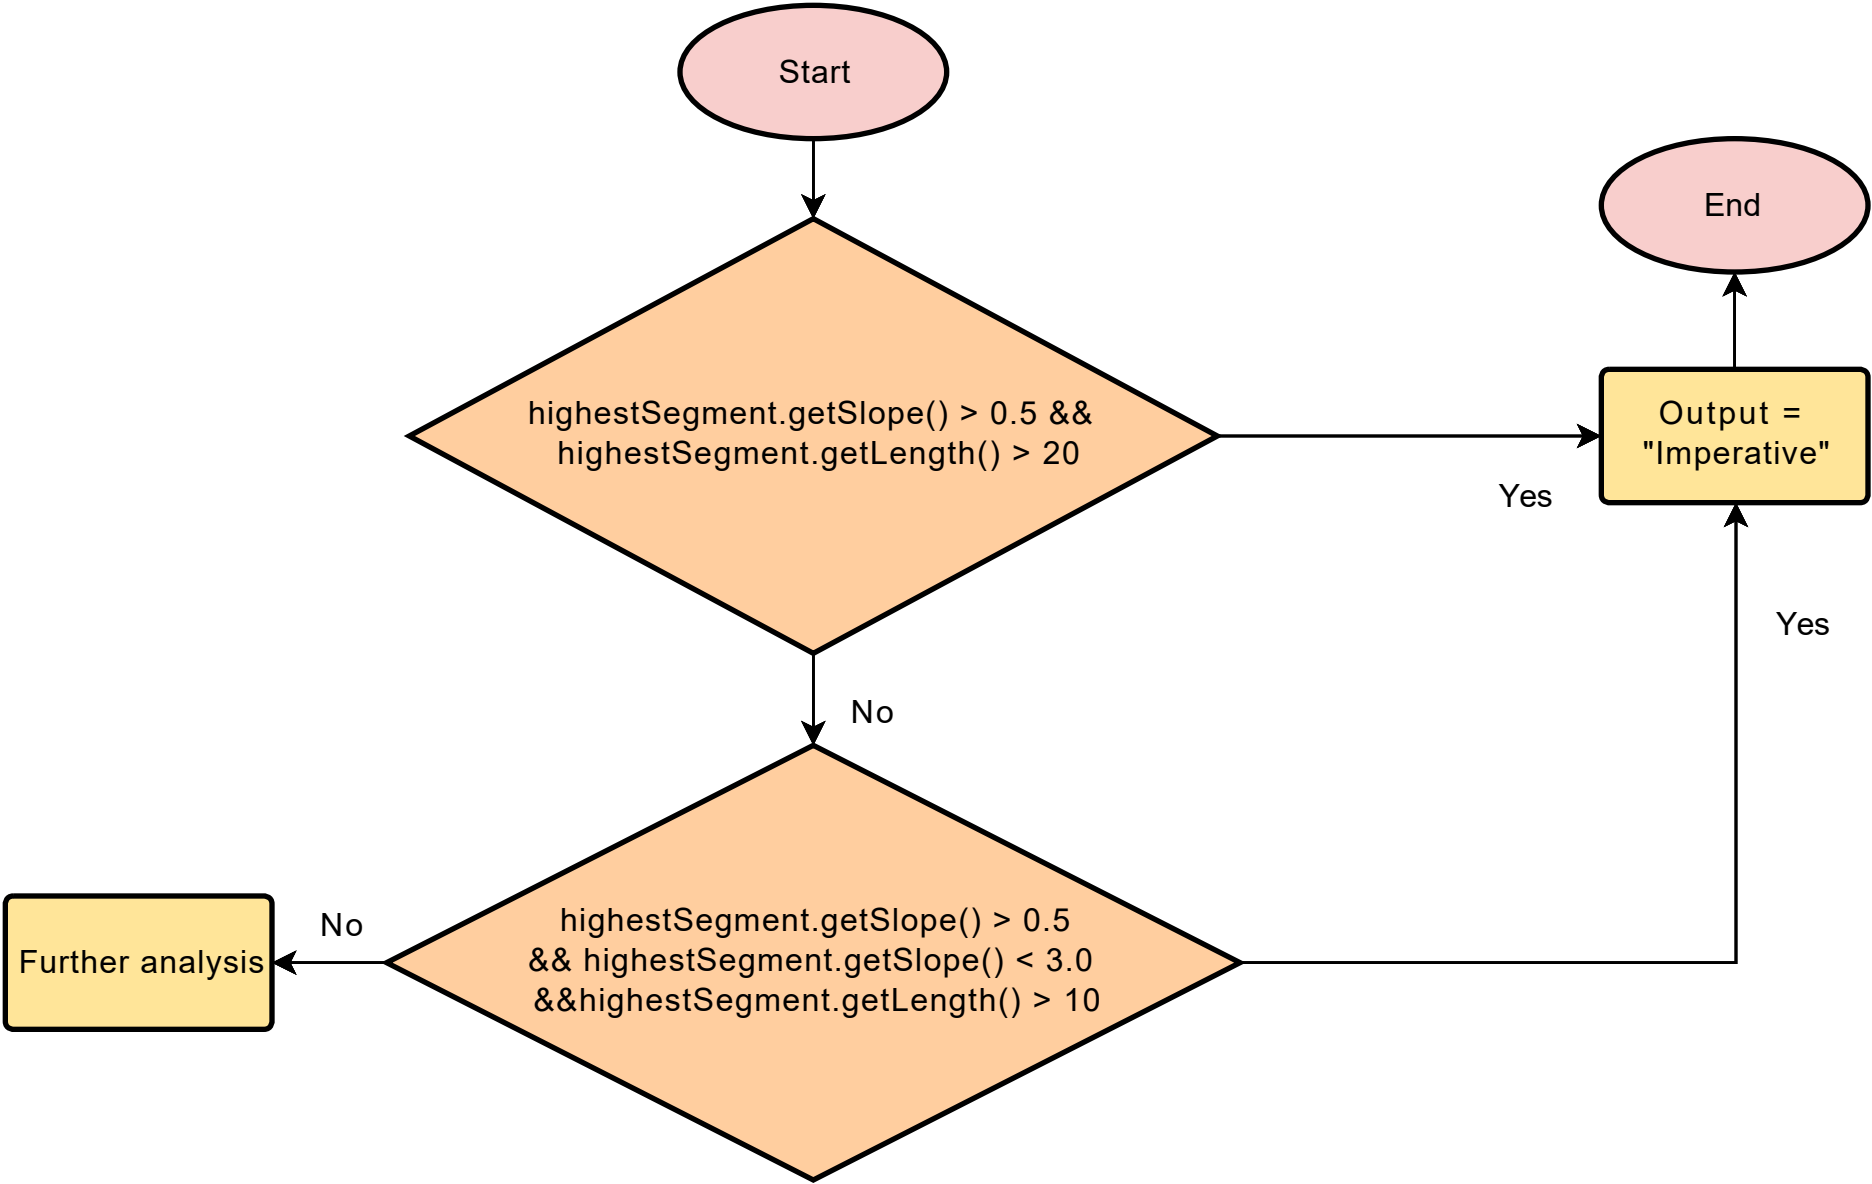 Start
End
highestSegment.getSlope() > 0.5 &&
highestSegment.getLength() > 20
Yes
Output =
"Imperative"
Yes
No
highestSegment.getSlope() > 0.5
&& highestSegment.getSlope() < 3.0
&&highestSegment.getLength() > 10
No
Further analysis